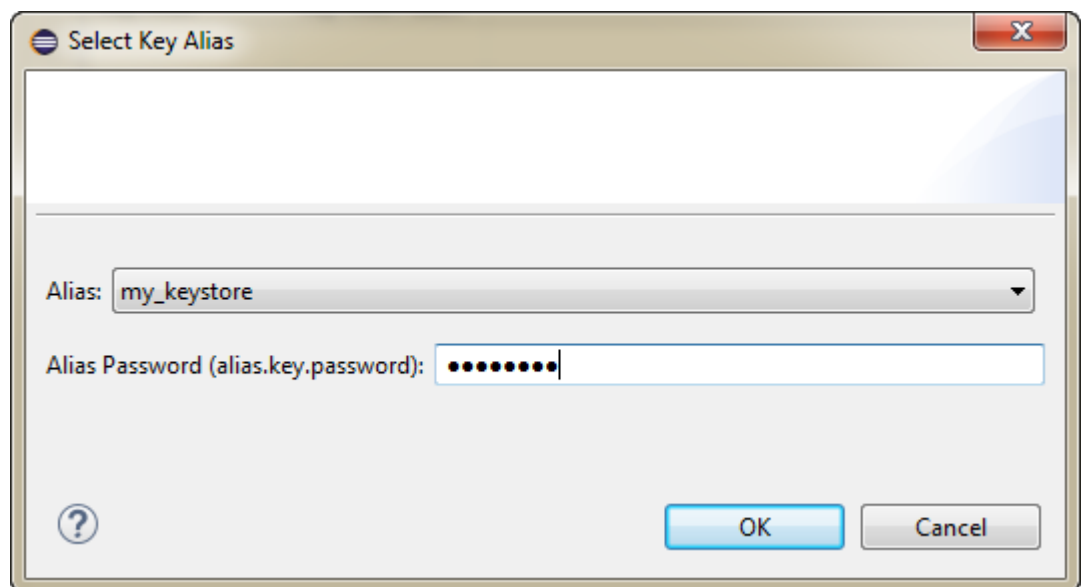 Select Key Alias
Alias: my_keystore
Alias Password (alias.key.password): ••••••••
?
OK Cancel